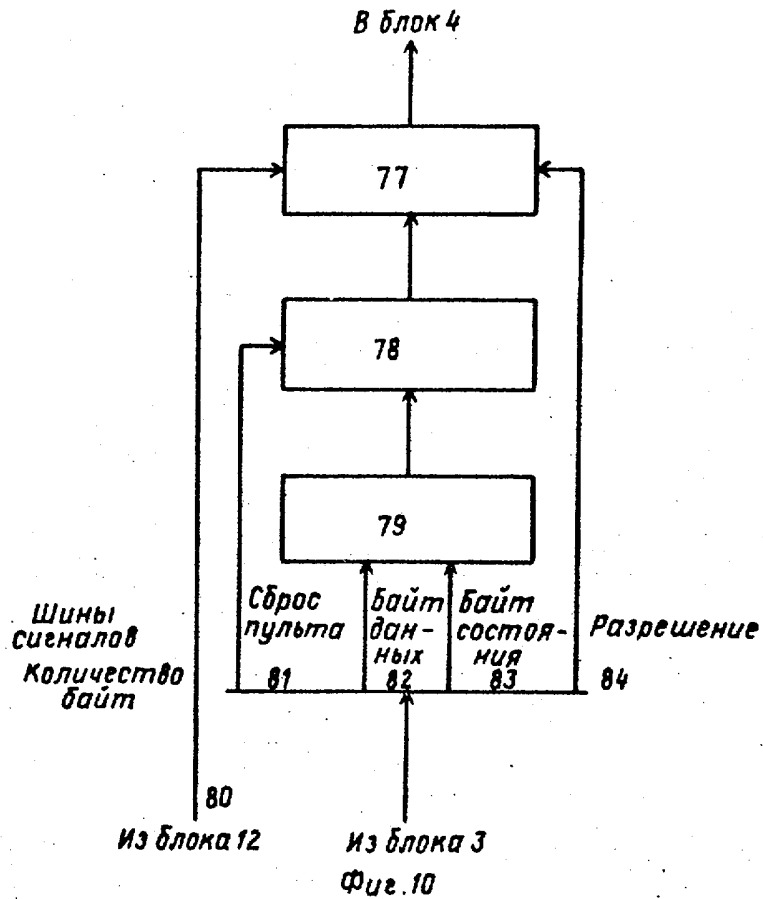 В блок 4
77
78
79
Шины
сигналов
Количество
байт
80
Сброс
пульта
81
Байт
дан-
ных
82
Байт
состоя-
ния
83
Разрешение
84
Из блока 12
Из блока 3
Фиг.10